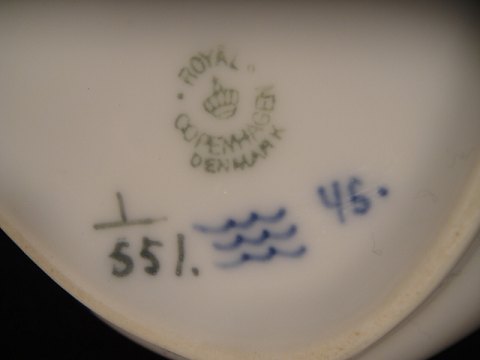 ROYAL
COPENHAGEN
DENMARK
1
551.
45.